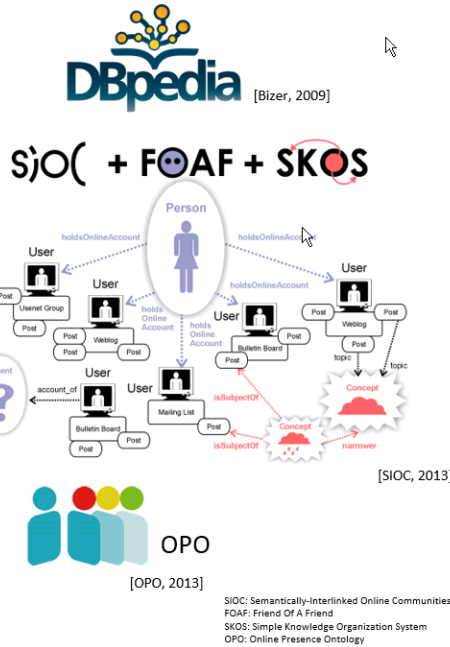 DBpedia
[Bizer, 2009]
SIOC + FOAF + SKOS
Person
holdsOnlineAccount
holdsOnlineAccount
User
User
holdsOnlineAccount
User
Post
Usenet Group
Post
holds
Online
Account
holds
Online
Account
User
Post
Post
Weblog
Weblog
Post
Post
Post
Post
Bulletin Board
Post
Post
topic
topic
ent
?
account_of
User
User
isSubjectOf
Concept
Mailing List
Post
Bulletin Board
Post
Post
Concept
isSubjectOf
narrower
[SIOC, 2013]
OPO
[OPO, 2013]
SIOC: Semantically-Interlinked Online Communities
FOAF: Friend Of A Friend
SKOS: Simple Knowledge Organization System
OPO: Online Presence Ontology